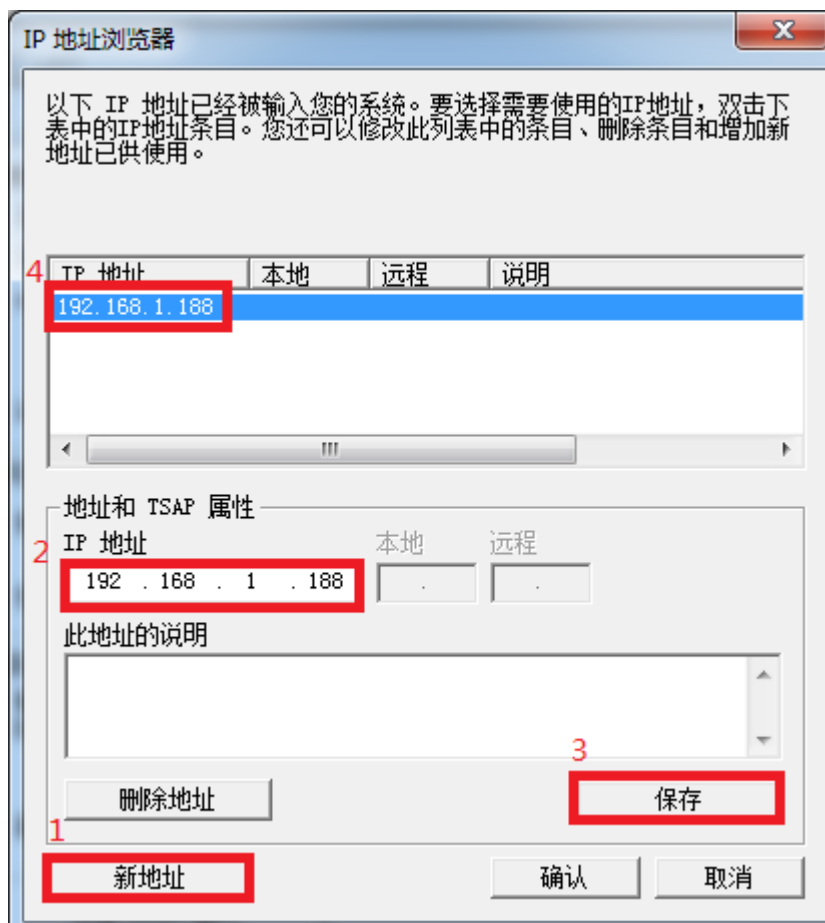 IP 地址浏览器
以下 IP 地址已经被输入您的系统。要选择需要使用的IP地址,双击下
表中的IP地址条目。您还可以修改此列表中的条目、删除条目和增加新
地址已供使用。
4 IP 地址 本地 远程 说明
192.168.1.188
地址和 TSAP 属性
IP 地址 本地 远程
2 192 . 168 . 1 . 188 . .
此地址的说明
3
删除地址 保存
1
新地址 确认 取消